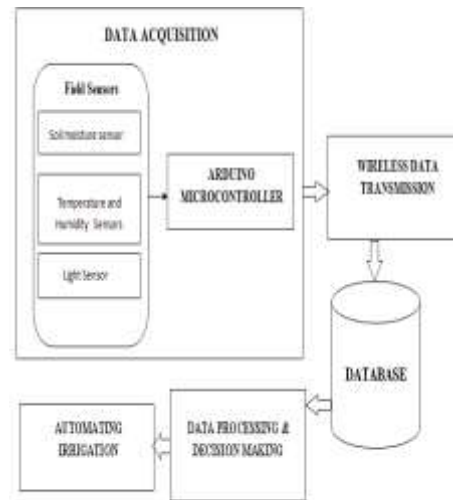 DATA ACQUISITION
Field Sensors
Soil moisture sensor
Temperature and
Humidity Sensors
Light Sensor
ARDUINO
MICROCONTROLLER
WIRELESS DATA
TRANSMISSION
DATABASE
DATA PROCESSING &
DECISION MAKING
AUTOMATING
IRRIGATION